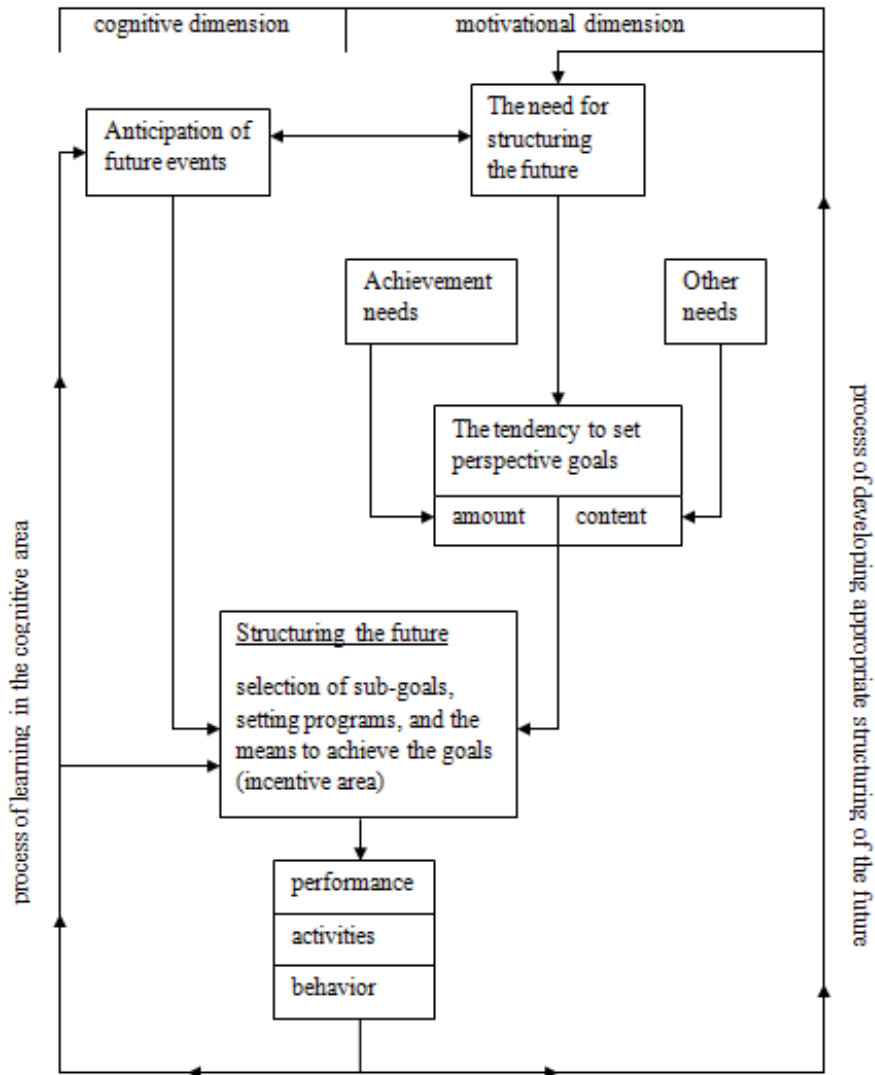 cognitive dimension
motivational dimension
Anticipation of
future events
The need for
structuring
the future
Achievement
needs
Other
needs
The tendency to set
perspective goals
amount
content
Structuring the future
selection of sub-goals,
setting programs, and the
means to achieve the goals
(incentive area)
performance
activities
behavior
process of learning in the cognitive area
process of developing appropriate structuring of the future